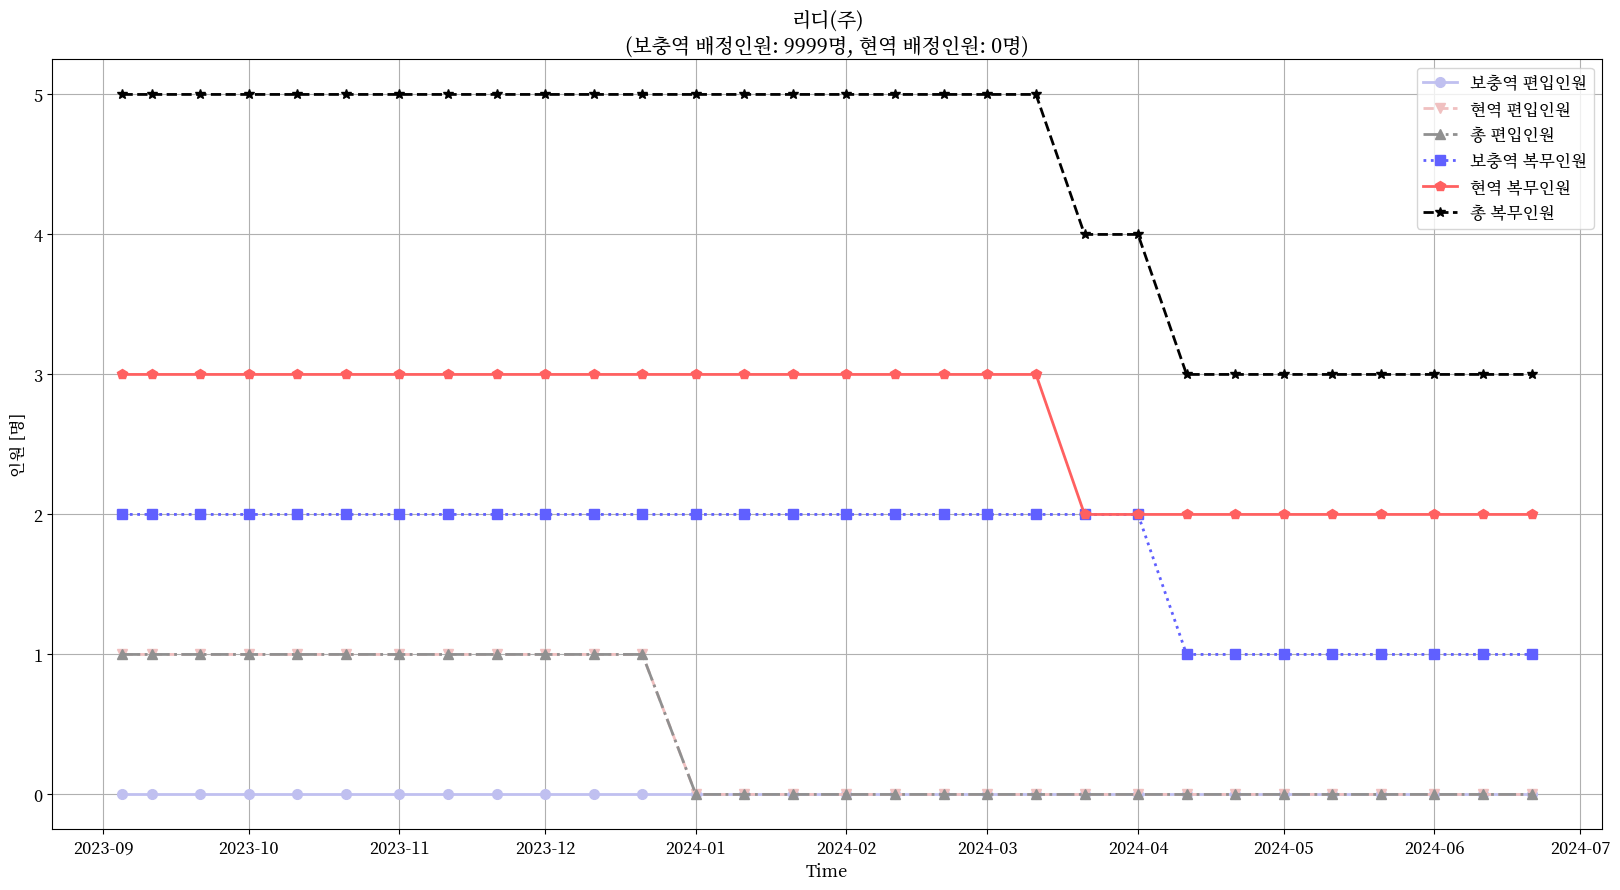 리디(주)
(보충역 배정인원: 9999명, 현역 배정인원: 0명)
보충역 편입인원
현역 편입인원
총 편입인원
보충역 복무인원
현역 복무인원
총 복무인원
인원 [명]
5
4
3
2
1
0
2023-09
2023-10
2023-11
2023-12
2024-01
2024-02
2024-03
2024-04
2024-05
2024-06
2024-07
Time